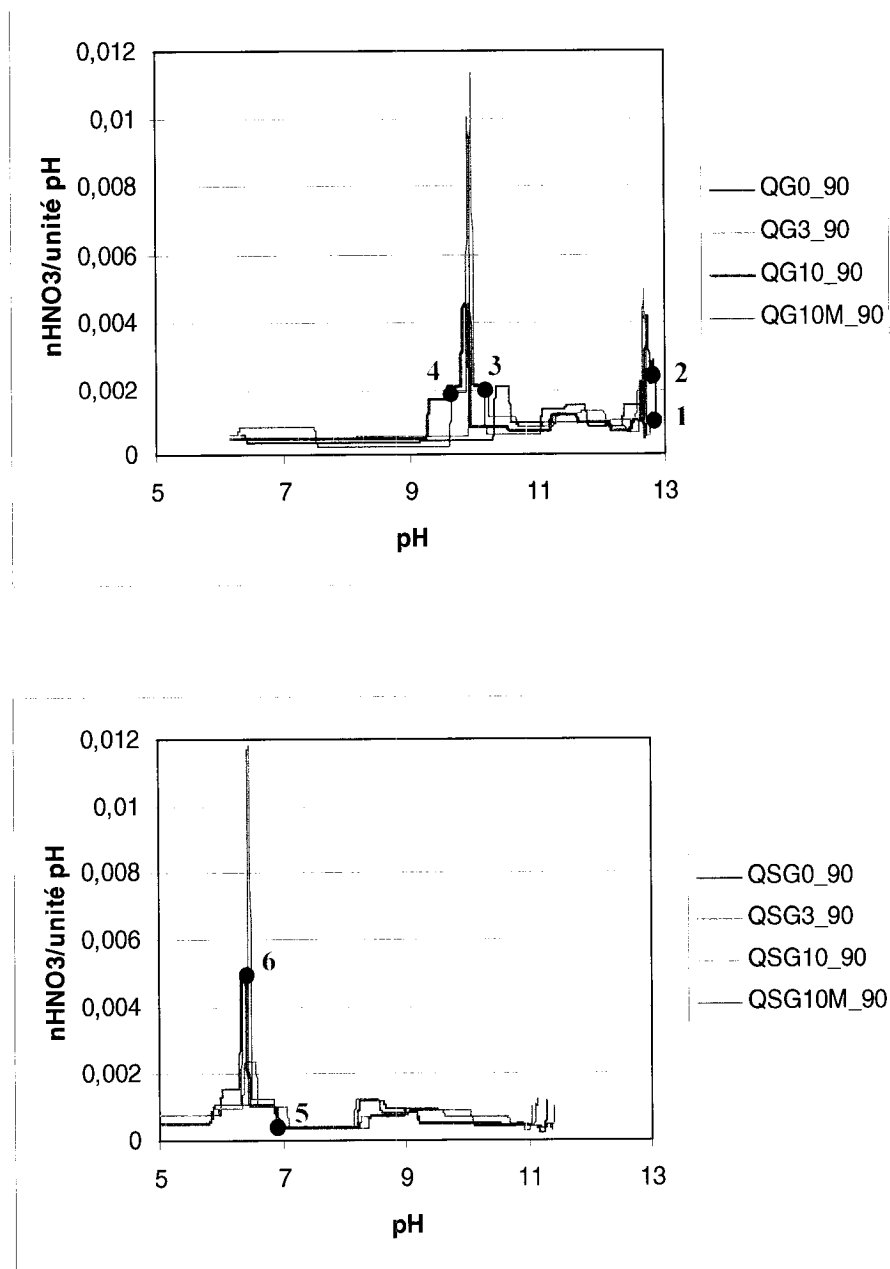 0,012
0,01
0,008
0,006
0,004
0,002
0
nHNO3/unité pH
5 7 9 11 13
pH
4 3 2 1
QG0_90
QG3_90
QG10_90
QG10M_90
0,012
0,01
0,008
0,006
0,004
0,002
0
nHNO3/unité pH
5 7 9 11 13
pH
6 5
QSG0_90
QSG3_90
QSG10_90
QSG10M_90